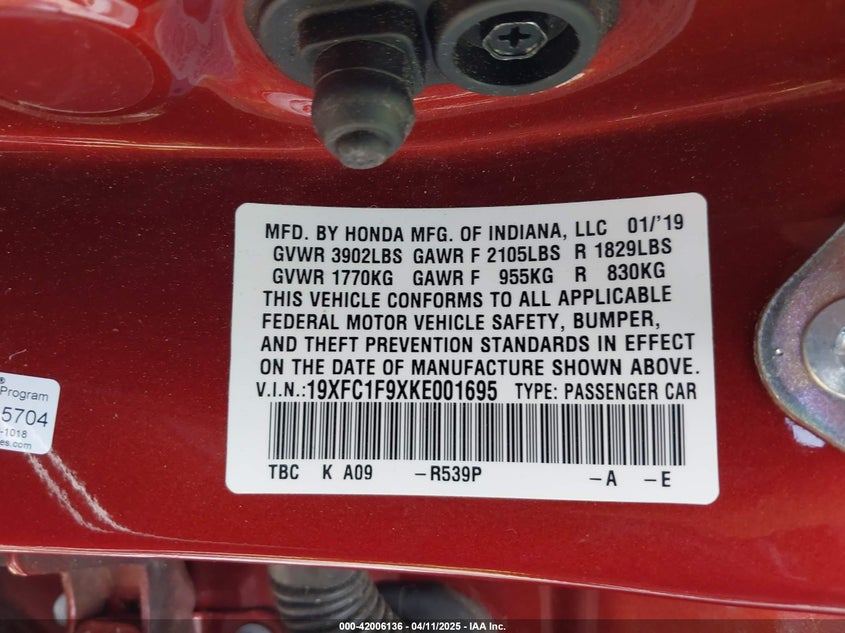 MFD. BY HONDA MFG. OF INDIANA, LLC 01/'19
GVWR 3902LBS GAWR F 2105LBS R 1829LBS
GVWR 1770KG GAWR F 955KG R 830KG
THIS VEHICLE CONFORMS TO ALL APPLICABLE
FEDERAL MOTOR VEHICLE SAFETY, BUMPER,
AND THEFT PREVENTION STANDARDS IN EFFECT
ON THE DATE OF MANUFACTURE SHOWN ABOVE.
V.I.N.:19XFC1F9XKE001695 TYPE: PASSENGER CAR
TBC K A09 -R539P -A -E
®
Program
5704
-1018
es.com
000-42006136 - 04/11/2025 - IAA Inc.